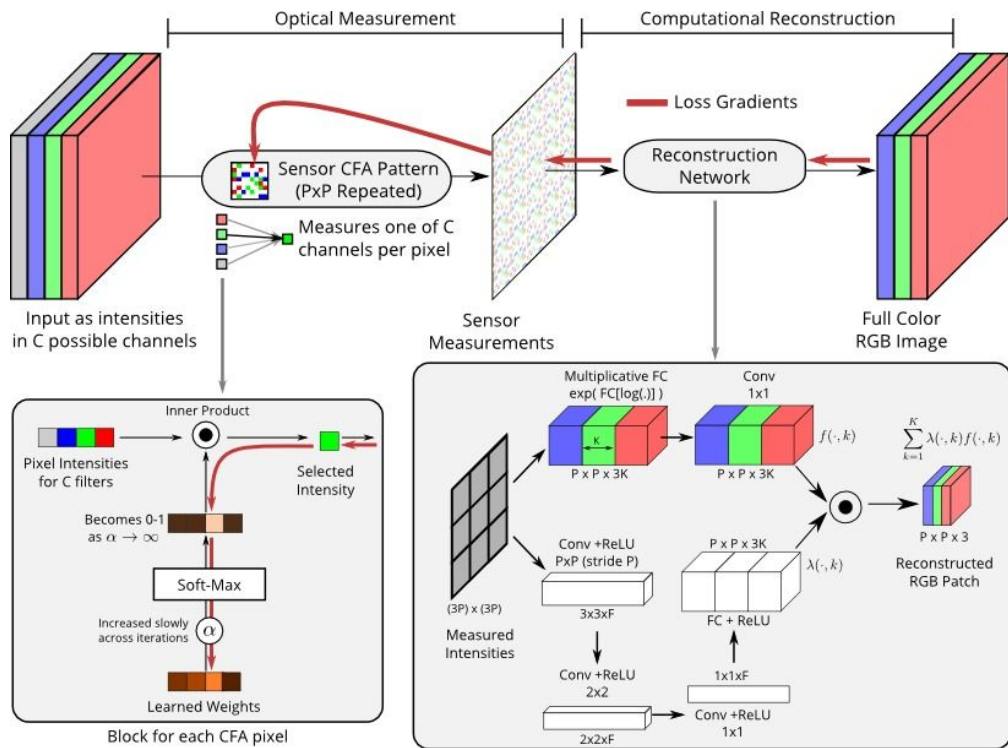 Optical Measurement
Computational Reconstruction
Loss Gradients
Sensor CFA Pattern
(PxP Repeated)
Reconstruction
Network
Measures one of C
channels per pixel
Input as intensities
in C possible channels
Sensor
Measurements
Full Color
RGB Image
Inner Product
Pixel Intensities
for C filters
Selected
Intensity
Becomes 0-1
as α → ∞
Soft-Max
Increased slowly
across iterations
α
Learned Weights
Block for each CFA pixel
Multiplicative FC
exp( FC[log(.)] )
K
P x P x 3K
Conv
1x1
P x P x 3K
f(·, k)
K
∑ λ(·, k)f(·, k)
k=1
P x P x 3
Reconstructed
RGB Patch
(3P) x (3P)
Measured
Intensities
Conv +ReLU
PxP (stride P)
3x3xF
Conv +ReLU
2x2
2x2xF
1x1xF
Conv +ReLU
1x1
P x P x 3K
λ(·, k)
FC + ReLU